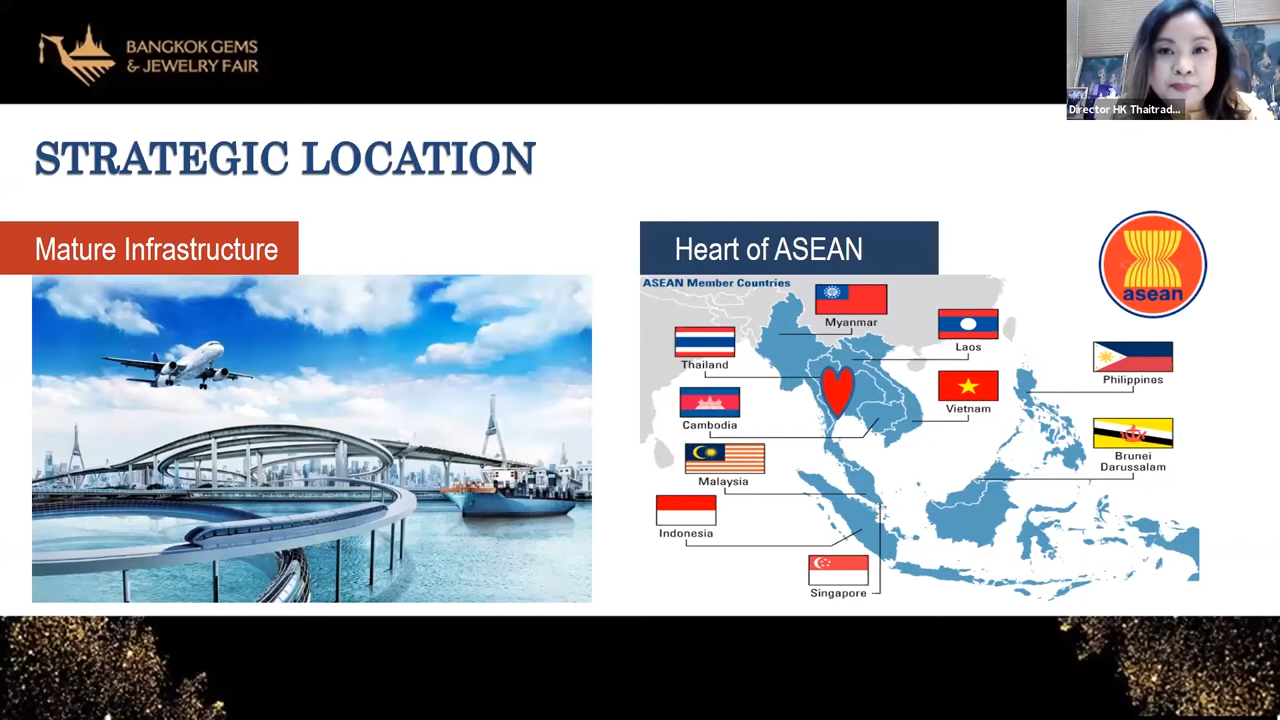 BANGKOK GEMS
& JEWELRY FAIR
Director HK Thaitrad...
STRATEGIC LOCATION
Mature Infrastructure
Heart of ASEAN
asean
ASEAN Member Countries
Myanmar
Laos
Thailand
Philippines
Cambodia
Vietnam
Brunei
Darussalam
Malaysia
Indonesia
Singapore